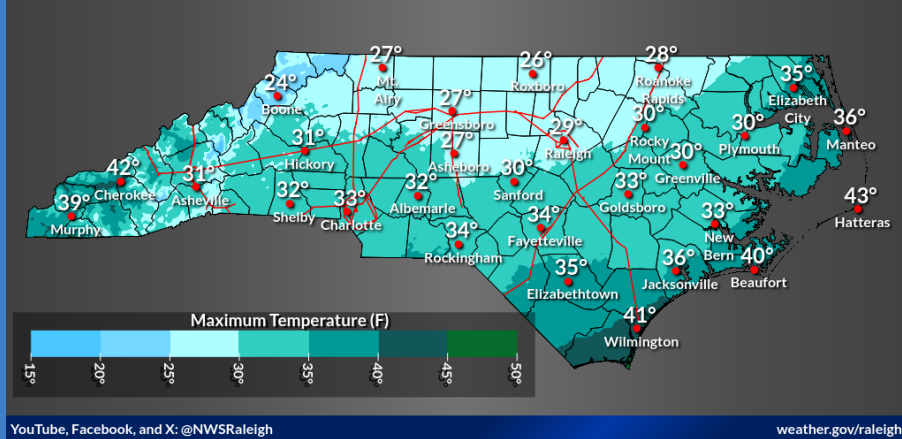 27°
Mt.
Airy
26°
Roxboro
28°
Roanoke
Rapids
24°
Boone
35°
Elizabeth
City
27°
Greensboro
36°
Manteo
29°
Raleigh
30°
Rocky
Mount
30°
Plymouth
27°
Asheboro
31°
Hickory
30°
Greenville
42°
Cherokee
31°
Asheville
30°
Sanford
32°
Albemarle
33°
Goldsboro
32°
Shelby
33°
Charlotte
43°
Hatteras
39°
Murphy
34°
Fayetteville
33°
New
Bern
34°
Rockingham
35°
Elizabethtown
36°
Jacksonville
40°
Beaufort
41°
Wilmington
Maximum Temperature (F)
15° 20° 25° 30° 35° 40° 45° 50°
YouTube, Facebook, and X: @NWSRaleigh
weather.gov/raleigh